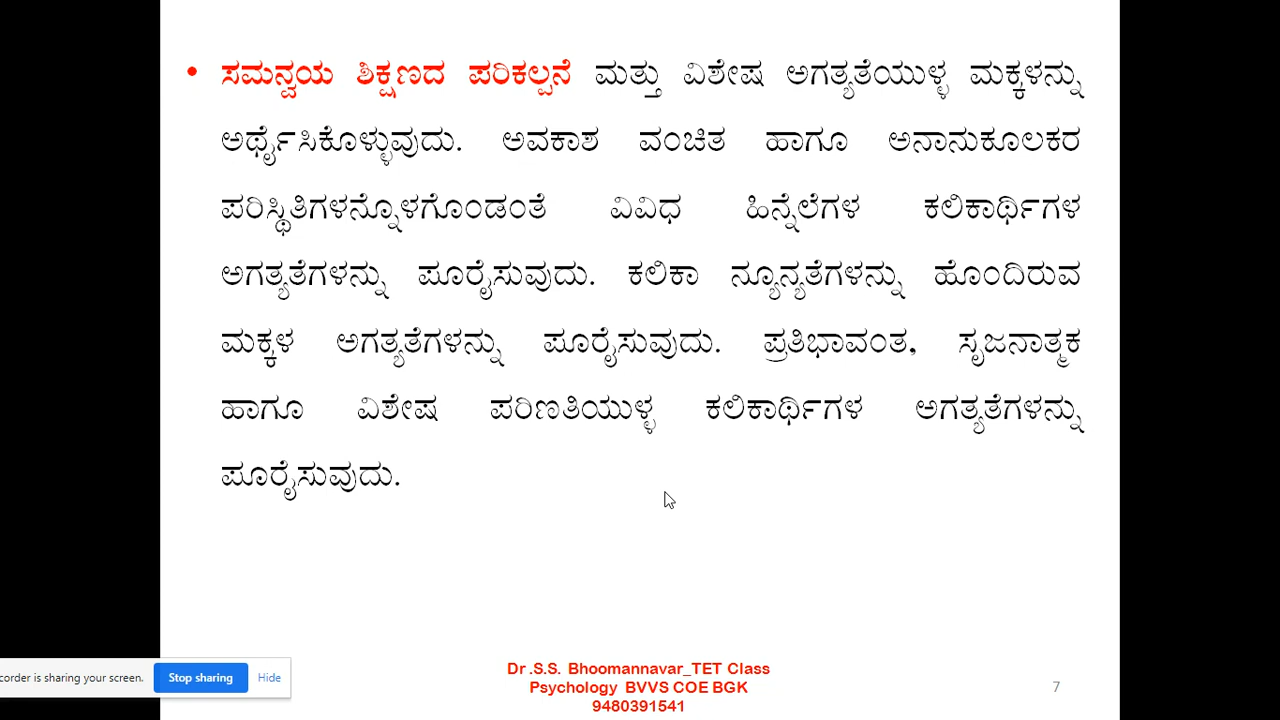 • ಸಮನ್ವಯ ಶಿಕ್ಷಣದ ಪರಿಕಲ್ಪನೆ ಮತ್ತು ವಿಶೇಷ ಅಗತ್ಯತೆಯುಳ್ಳ ಮಕ್ಕಳನ್ನು
ಅರ್ಥೈಸಿಕೊಳ್ಳುವುದು. ಅವಕಾಶ ವಂಚಿತ ಹಾಗೂ ಅನಾನುಕೂಲಕರ
ಪರಿಸ್ಥಿತಿಗಳನ್ನೊಳಗೊಂಡಂತೆ ವಿವಿಧ ಹಿನ್ನೆಲೆಗಳ ಕಲಿಕಾರ್ಥಿಗಳ
ಅಗತ್ಯತೆಗಳನ್ನು ಪೂರೈಸುವುದು. ಕಲಿಕಾ ನ್ಯೂನ್ಯತೆಗಳನ್ನು ಹೊಂದಿರುವ
ಮಕ್ಕಳ ಅಗತ್ಯತೆಗಳನ್ನು ಪೂರೈಸುವುದು. ಪ್ರತಿಭಾವಂತ, ಸೃಜನಾತ್ಮಕ
ಹಾಗೂ ವಿಶೇಷ ಪರಿಣತಿಯುಳ್ಳ ಕಲಿಕಾರ್ಥಿಗಳ ಅಗತ್ಯತೆಗಳನ್ನು
ಪೂರೈಸುವುದು.
corder is sharing your screen. Stop sharing Hide
Dr .S.S. Bhoomannavar_TET Class
Psychology BVVS COE BGK
9480391541
7